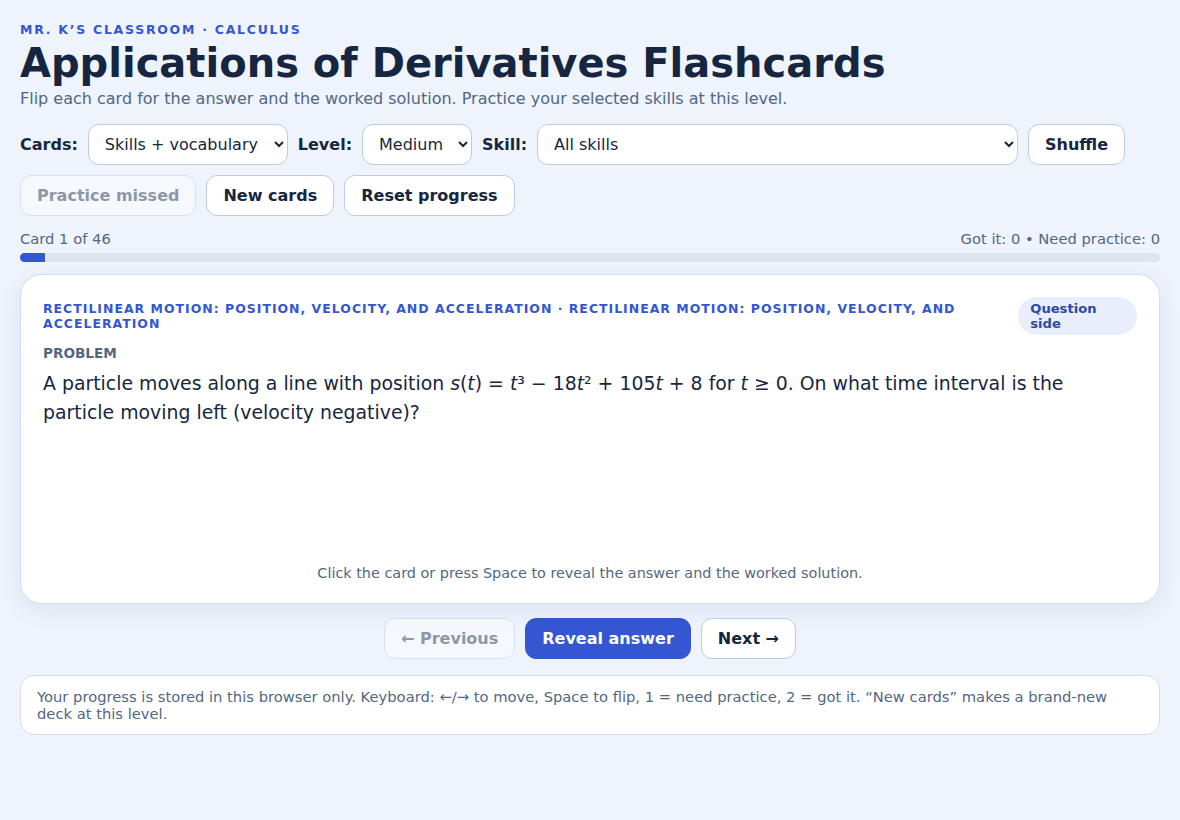 MR. K’S CLASSROOM · CALCULUS
Applications of Derivatives Flashcards
Flip each card for the answer and the worked solution. Practice your selected skills at this level.
Cards: Skills + vocabulary Level: Medium Skill: All skills Shuffle
Practice missed New cards Reset progress
Card 1 of 46 Got it: 0 • Need practice: 0
RECTILINEAR MOTION: POSITION, VELOCITY, AND ACCELERATION · RECTILINEAR MOTION: POSITION, VELOCITY, AND
ACCELERATION
Question
side
PROBLEM
A particle moves along a line with position s(t) = t³ − 18t² + 105t + 8 for t ≥ 0. On what time interval is the
particle moving left (velocity negative)?
Click the card or press Space to reveal the answer and the worked solution.
← Previous Reveal answer Next →
Your progress is stored in this browser only. Keyboard: ←/→ to move, Space to flip, 1 = need practice, 2 = got it. “New cards” makes a brand-new
deck at this level.